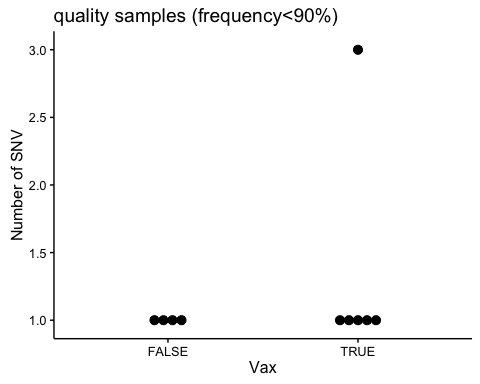 quality samples (frequency<90%)
Number of SNV
3.0
2.5
2.0
1.5
1.0
FALSE TRUE
Vax